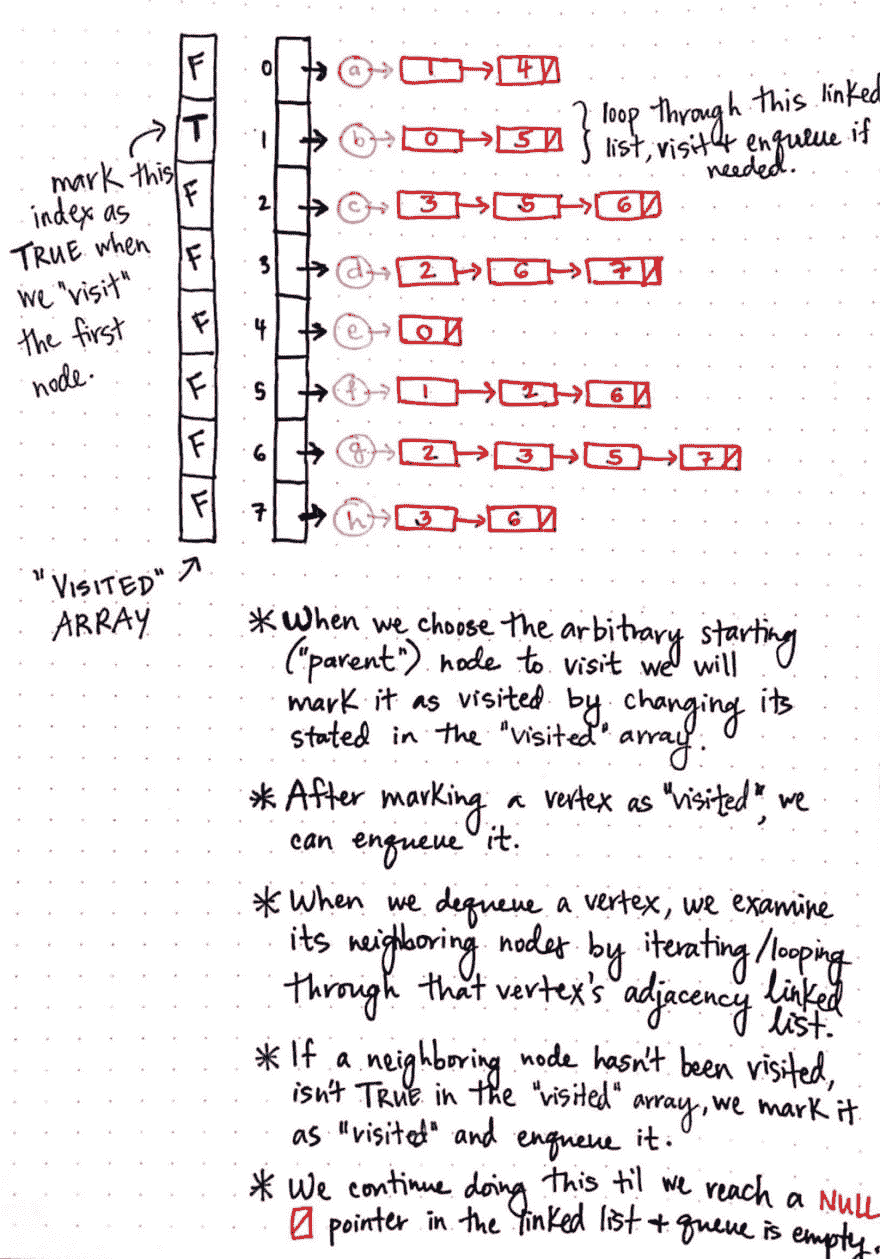 F
T
F
F
F
F
F
F
mark this
index as
TRUE when
we "visit"
the first
node.
"VISITED"
ARRAY
0 a 1 4
1 b 0 5
2 c 3 5 6
3 d 2 6 7
4 e 0
5 f 1 2 6
6 g 2 3 5 7
7 h 3 6
loop through this linked
list, visit + enqueue if
needed.
* When we choose the arbitrary starting
("parent") node to visit we will
mark it as visited by changing its
stated in the "visited" array.
* After marking a vertex as "visited", we
can enqueue it.
* When we dequeue a vertex, we examine
its neighboring nodes by iterating/looping
through that vertex's adjacency linked
list.
* If a neighboring node hasn't been visited,
isn't TRUE in the "visited" array, we mark it
as "visited" and enqueue it.
* We continue doing this til we reach a NULL
pointer in the linked list + queue is empty.